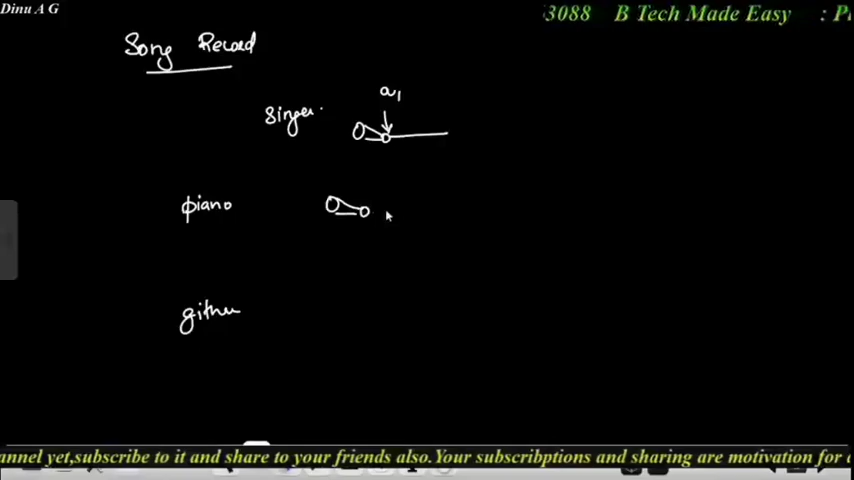 Dinu A G
3088 B Tech Made Easy : P
Song Record
a1
Singer
piano
githu
nnel yet,subscribe to it and share to your friends also.Your subscribptions and sharing are motivation for